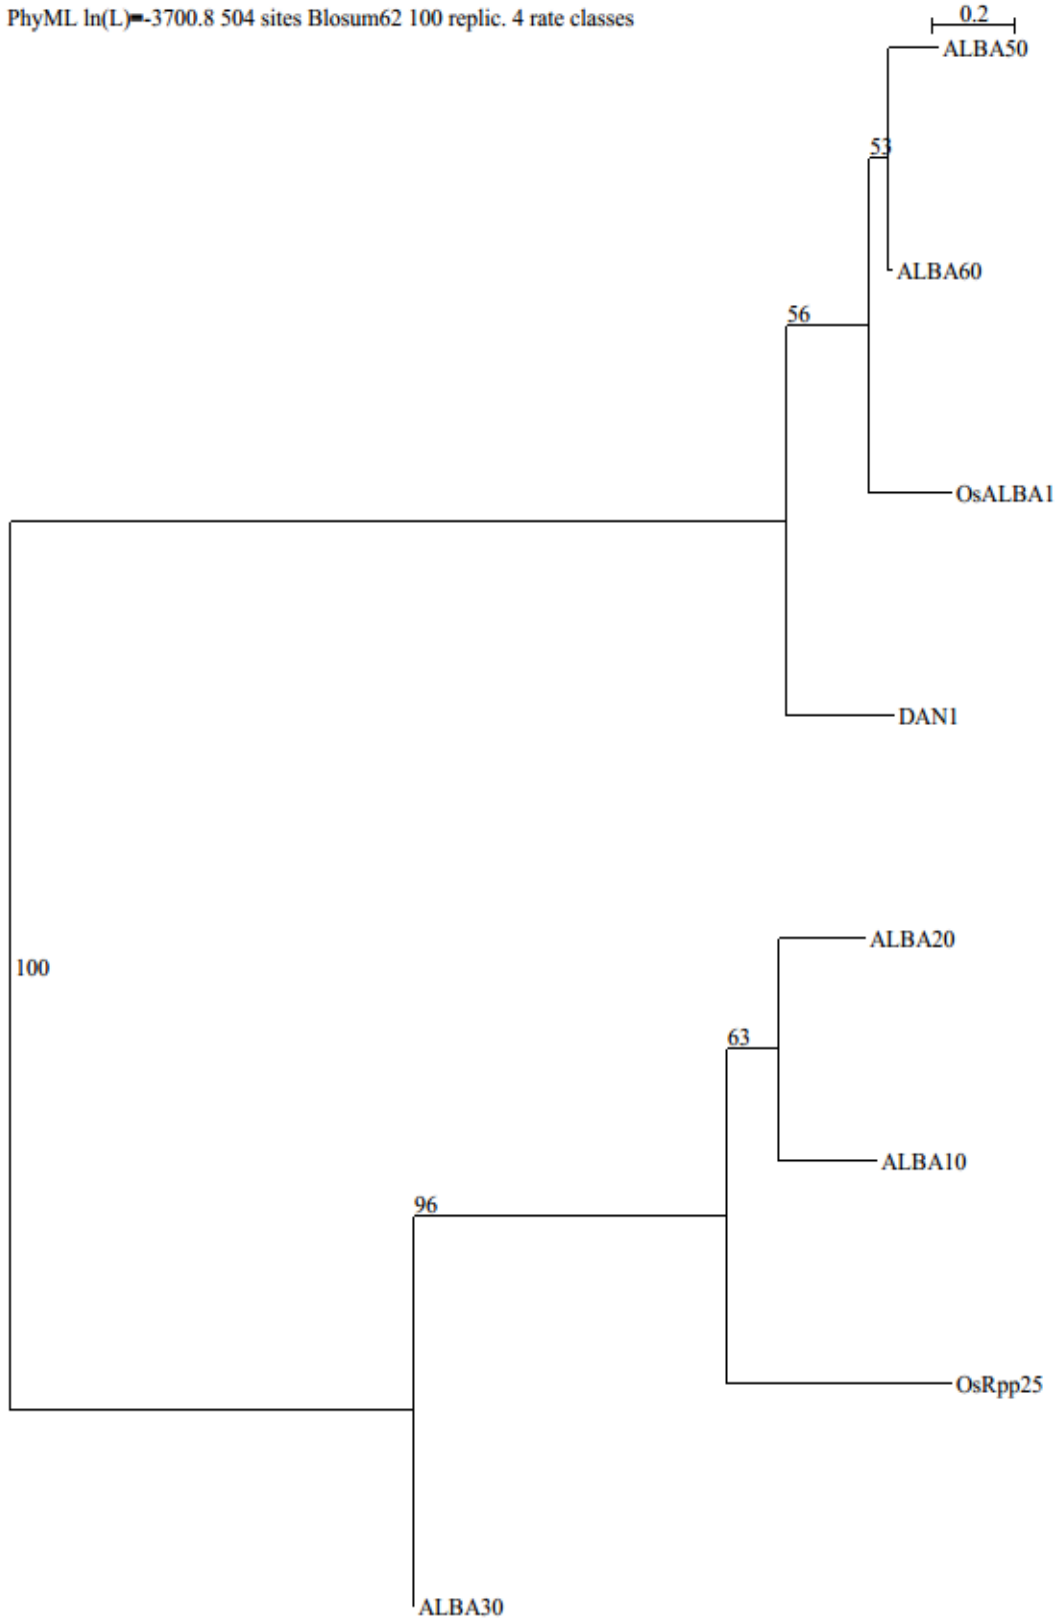 PhyML ln(L)=-3700.8 504 sites Blosum62 100 replic. 4 rate classes
0.2
ALBA50
53
ALBA60
56
OsALBA1
DAN1
ALBA20
100
63
ALBA10
96
OsRpp25
ALBA30